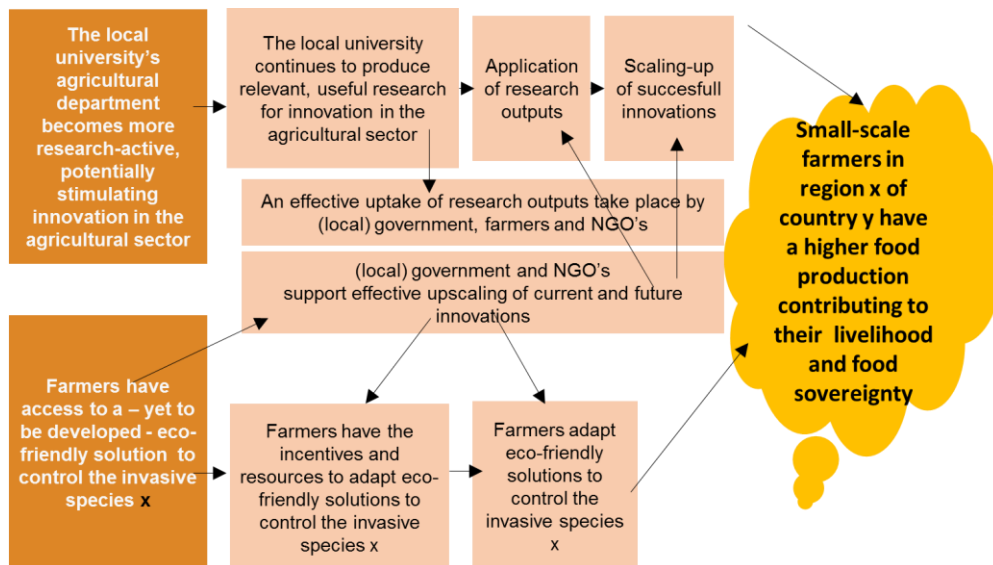 The local
university's
agricultural
department
becomes more
research-active,
potentially
stimulating
innovation in the
agricultural sector
The local university
continues to produce
relevant, useful research
for innovation in the
agricultural sector
Application
of research
outputs
Scaling-up
of succesfull
innovations
An effective uptake of research outputs take place by
(local) government, farmers and NGO's
(local) government and NGO's
support effective upscaling of current and future
innovations
Farmers have
access to a – yet to
be developed - eco-
friendly solution to
control the invasive
species x
Farmers have the
incentives and
resources to adapt eco-
friendly solutions to
control the invasive
species x
Farmers adapt
eco-friendly
solutions to
control the
invasive species
x
Small-scale
farmers in
region x of
country y have
a higher food
production
contributing to
their livelihood
and food
sovereignty